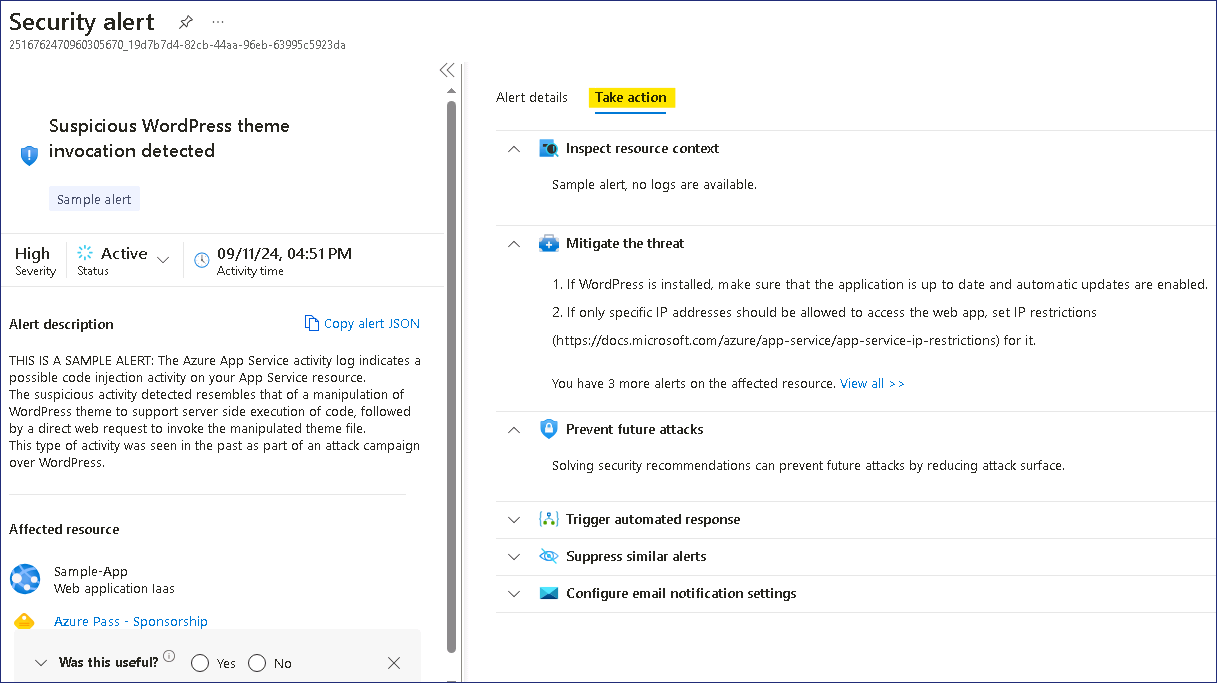 Security alert
2516762470960305670_19d7b7d4-82cb-44aa-96eb-63995c5923da
Suspicious WordPress theme
invocation detected
Sample alert
High
Severity
Active
Status
09/11/24, 04:51 PM
Activity time
Alert description
Copy alert JSON
THIS IS A SAMPLE ALERT: The Azure App Service activity log indicates a
possible code injection activity on your App Service resource.
The suspicious activity detected resembles that of a manipulation of
WordPress theme to support server side execution of code, followed
by a direct web request to invoke the manipulated theme file.
This type of activity was seen in the past as part of an attack campaign
over WordPress.
Affected resource
Sample-App
Web application Iaas
Azure Pass - Sponsorship
Was this useful? Yes No
Alert details
Take action
Inspect resource context
Sample alert, no logs are available.
Mitigate the threat
1. If WordPress is installed, make sure that the application is up to date and automatic updates are enabled.
2. If only specific IP addresses should be allowed to access the web app, set IP restrictions
(https://docs.microsoft.com/azure/app-service/app-service-ip-restrictions) for it.
You have 3 more alerts on the affected resource. View all >>
Prevent future attacks
Solving security recommendations can prevent future attacks by reducing attack surface.
Trigger automated response
Suppress similar alerts
Configure email notification settings